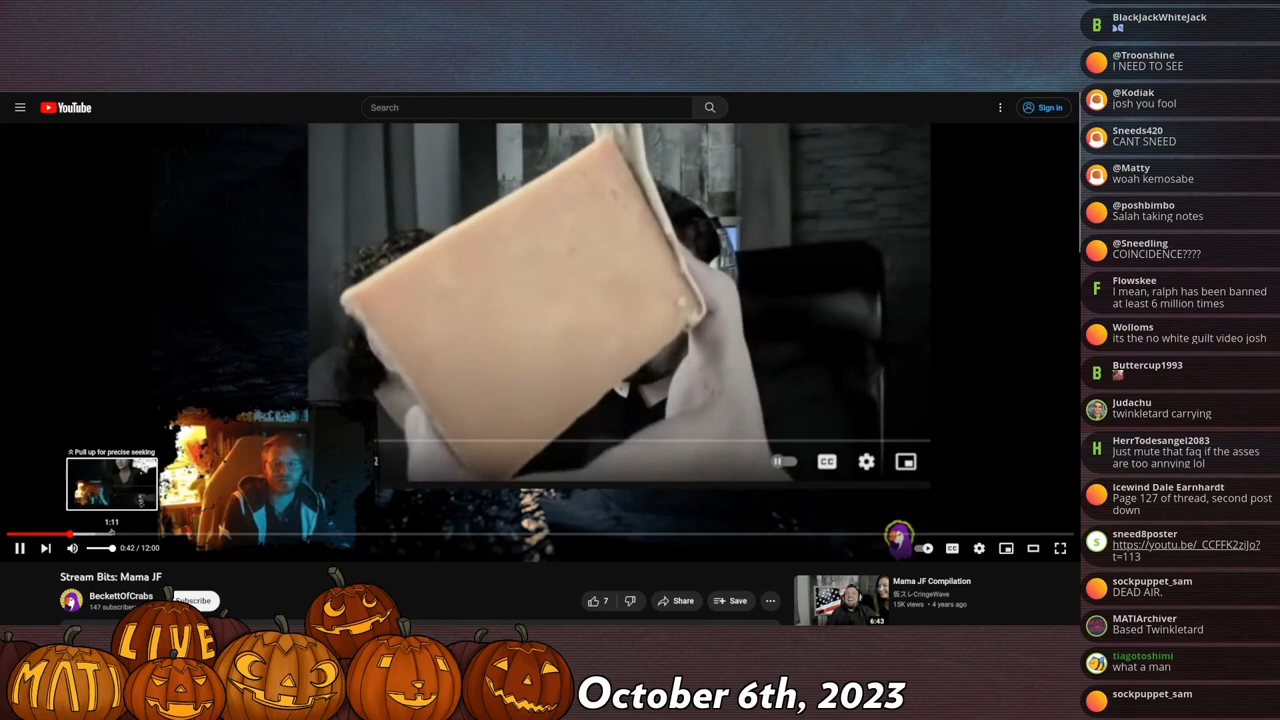 YouTube
Search
Sign in
Pull up for precise seeking
1:11
CC
0:42 / 12:00
Stream Bits: Mama JF
BeckettOfCrabs
147 subscribers
Subscribe
7
Share
Save
Mama JF Compilation
15K views • 4 years ago
6:43
MATI
LIVE
October 6th, 2023
B
BlackJackWhiteJack
@Troonshine
I NEED TO SEE
@Kodiak
josh you fool
Sneeds420
CANT SNEED
@Matty
woah kemosabe
@poshbimbo
Salah taking notes
@Sneedling
COINCIDENCE????
F
Flowskee
I mean, ralph has been banned
at least 6 million times
Wolloms
its the no white guilt video josh
B
Buttercup1993
Judachu
twinkletard carrying
H
HerrTodesangel2083
Just mute that faq if the asses
are too annying lol
Icewind Dale Earnhardt
Page 127 of thread, second post
down
S
sneed8poster
https://youtu.be/_CCFFK2ziJo?
t=113
sockpuppet_sam
DEAD AIR.
MATIArchiver
Based Twinkletard
tiagotoshimi
what a man
sockpuppet_sam